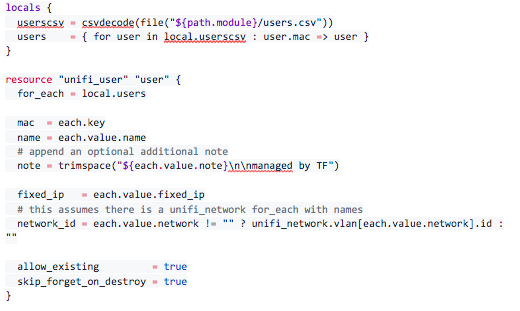 locals {
  userscsv = csvdecode(file("${path.module}/users.csv"))
  users    = { for user in local.userscsv : user.mac => user }
}

resource "unifi_user" "user" {
  for_each = local.users

  mac  = each.key
  name = each.value.name
  # append an optional additional note
  note = trimspace("${each.value.note}\n\nmanaged by TF")

  fixed_ip   = each.value.fixed_ip
  # this assumes there is a unifi_network for_each with names
  network_id = each.value.network != "" ? unifi_network.vlan[each.value.network].id :
""

  allow_existing         = true
  skip_forget_on_destroy = true
}